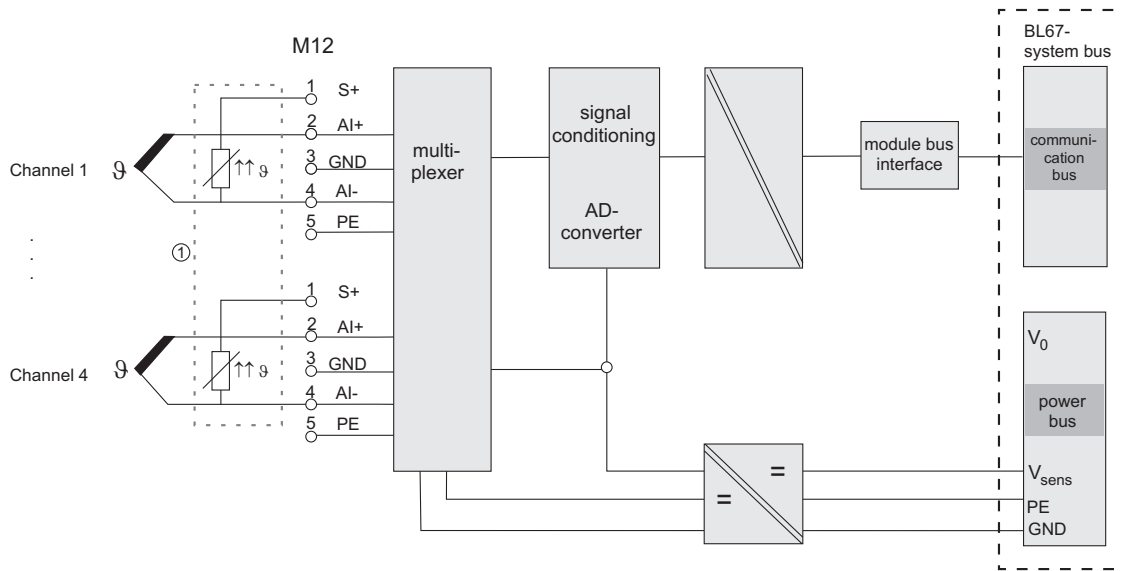 M12
BL67-
system bus
1 S+
2 AI+
3 GND
4 AI-
5 PE
Channel 1
ϑ
↑↑ ϑ
①
.
.
.
1 S+
2 AI+
3 GND
4 AI-
5 PE
Channel 4
ϑ
↑↑ ϑ
multi-
plexer
signal
conditioning
AD-
converter
module bus
interface
communi-
cation
bus
V₀
power
bus
=
=
Vsens
PE
GND